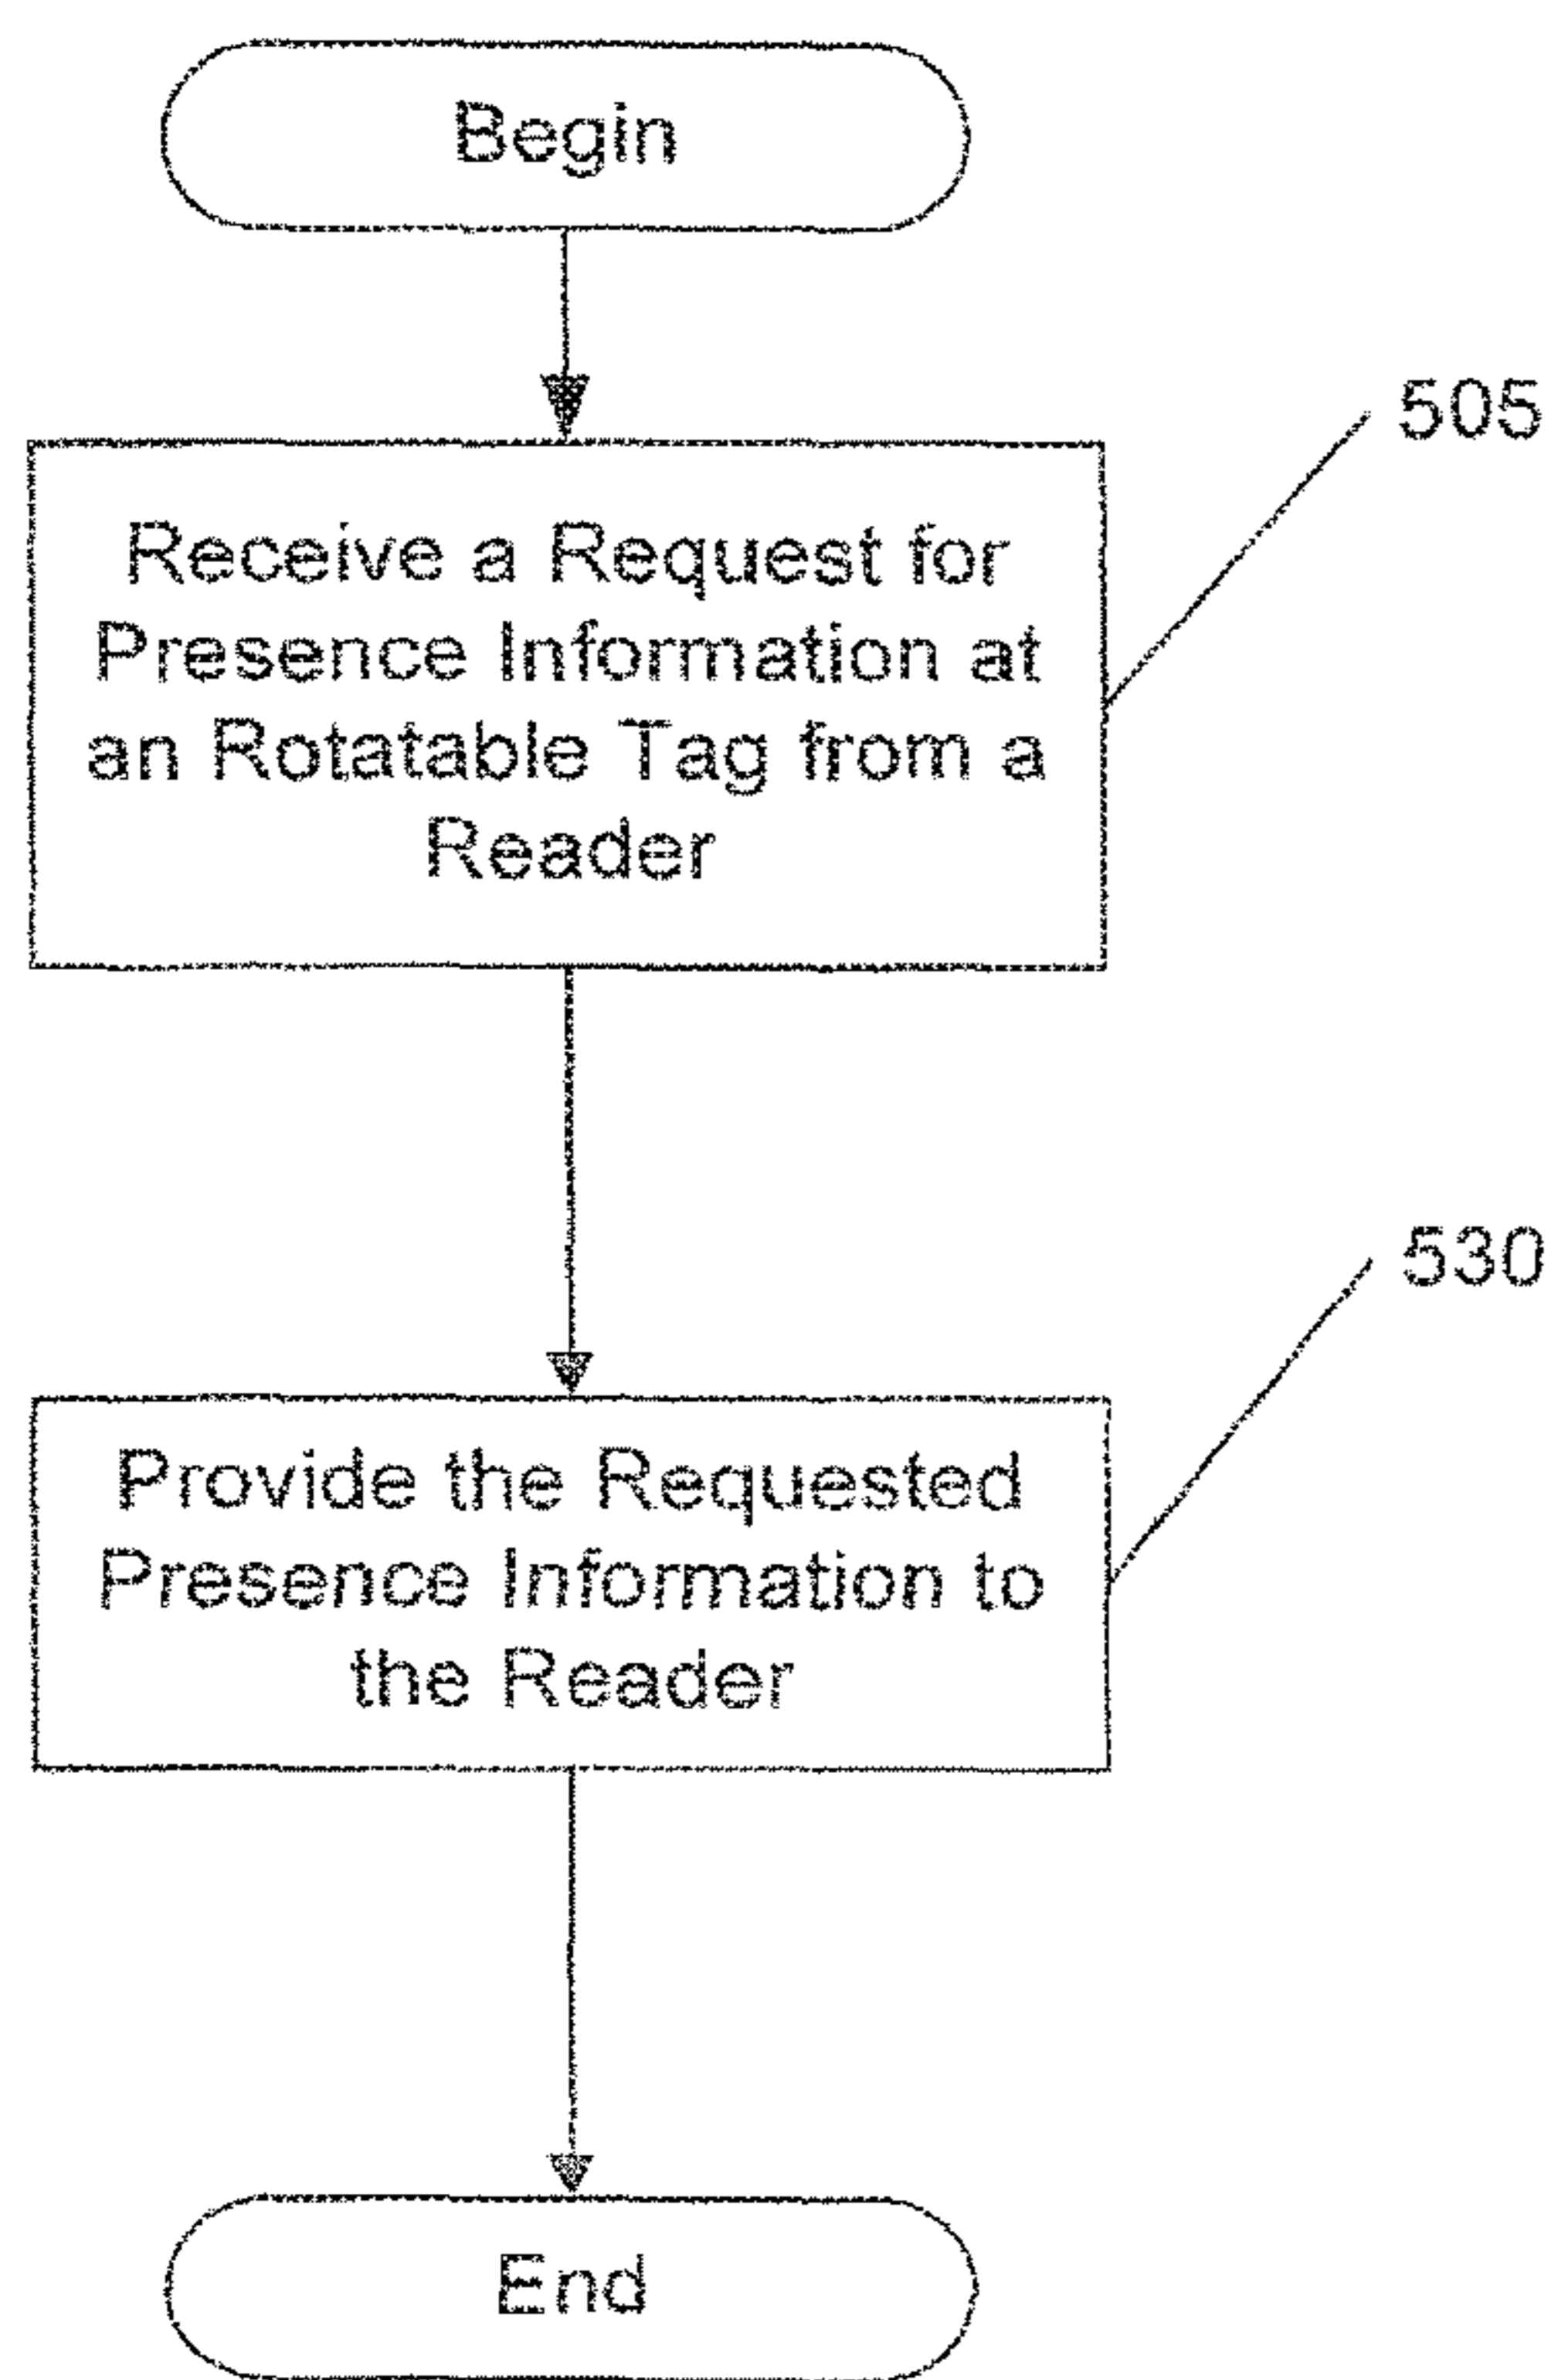 Begin
505
Receive a Request for
Presence Information at
an Rotatable Tag from a
Reader
530
Provide the Requested
Presence Information to
the Reader
End